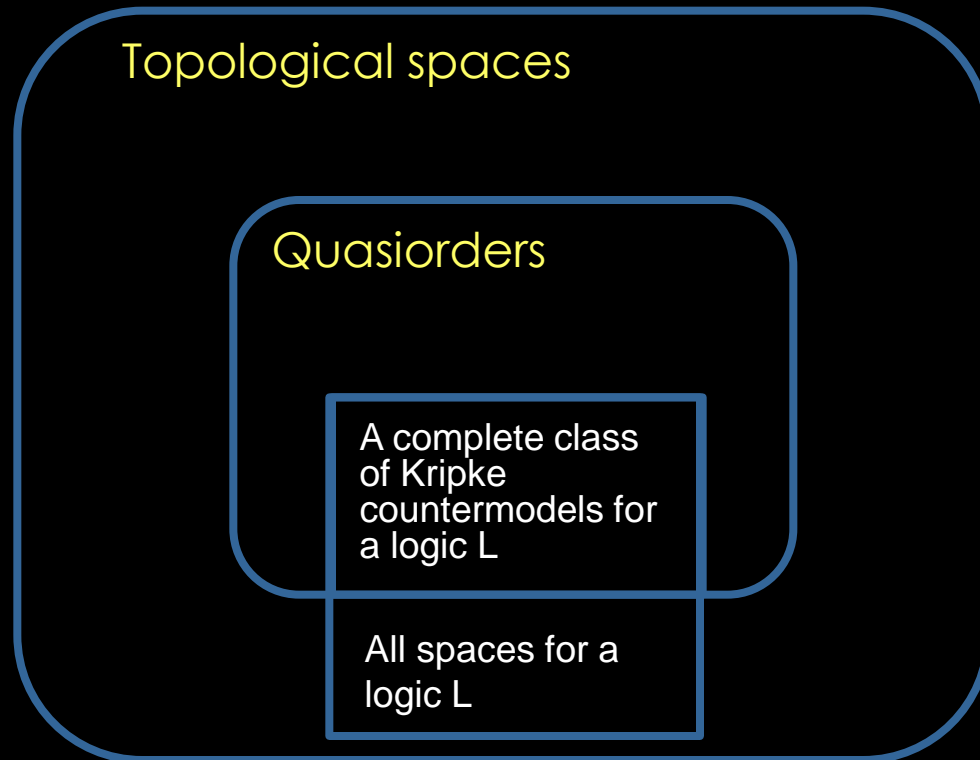 Topological spaces
Quasiorders
A complete class
of Kripke
countermodels for
a logic L
All spaces for a
logic L